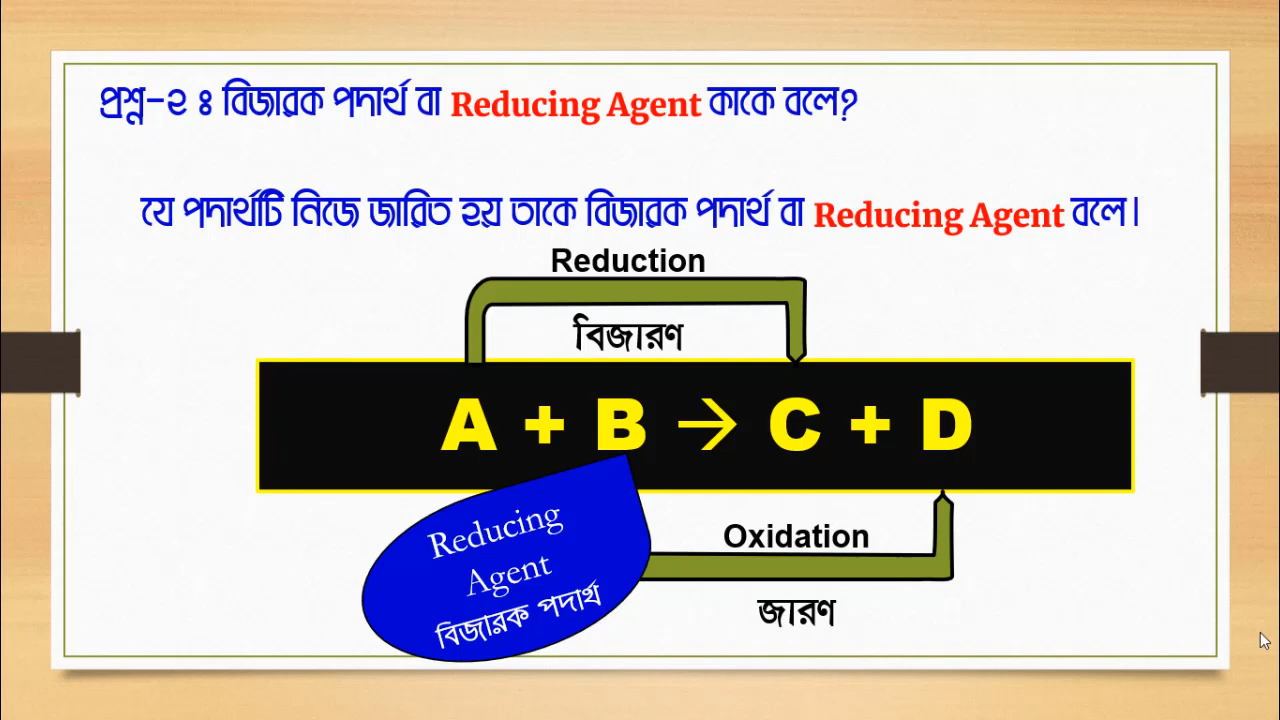 প্রশ্ন-২ ঃ বিজারক পদার্থ বা Reducing Agent কাকে বলে?
যে পদার্থটি নিজে জারিত হয় তাকে বিজারক পদার্থ বা Reducing Agent বলে।
Reduction
বিজারণ
A + B → C + D
Reducing
Agent
বিজারক পদার্থ
Oxidation
জারণ